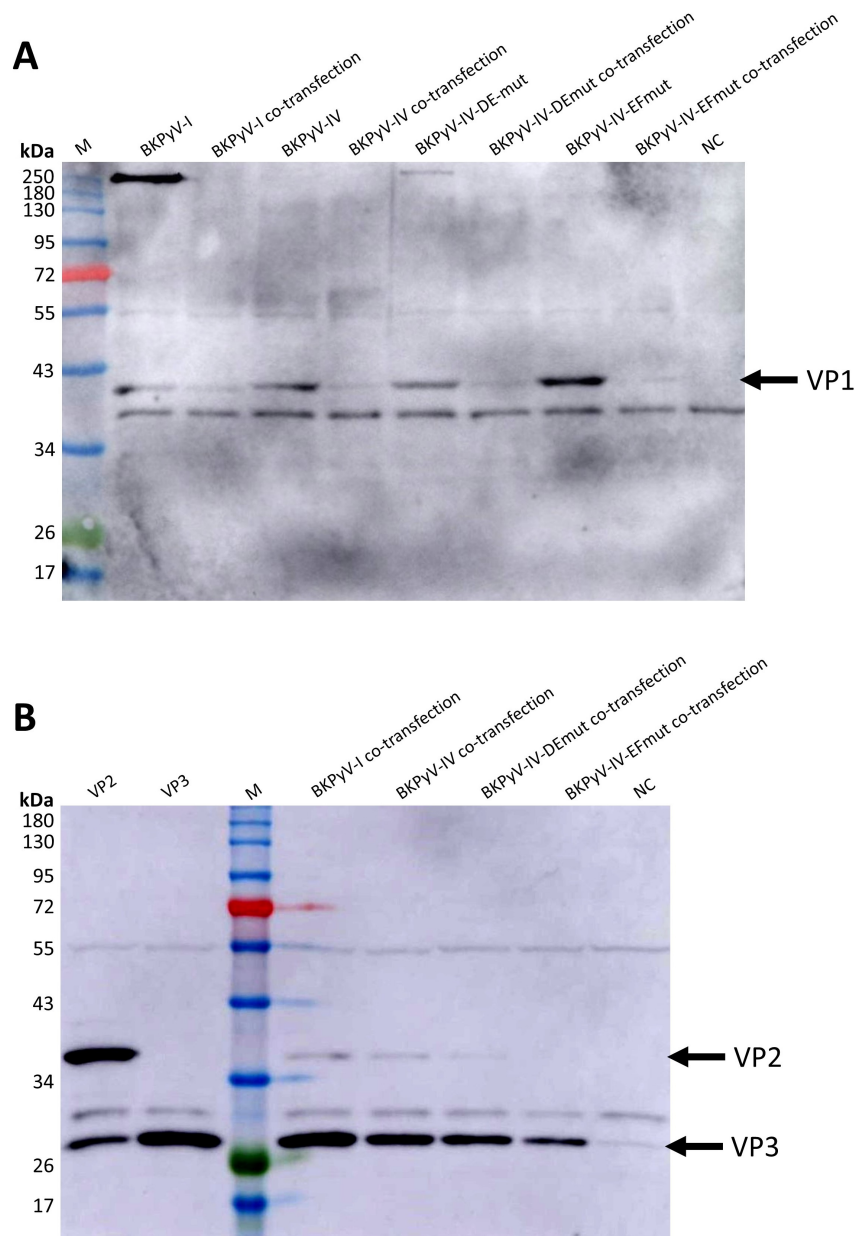 A
M
BKPyV-I
BKPyV-I co-transfection
BKPyV-IV
BKPyV-IV co-transfection
BKPyV-IV-DE-mut
BKPyV-IV-DEmut co-transfection
BKPyV-IV-EFmut
BKPyV-IV-EFmut co-transfection
NC
kDa
250
180
130
95
72
55
43
VP1
34
26
17
B
VP2
VP3
M
BKPyV-I co-transfection
BKPyV-IV co-transfection
BKPyV-IV-DEmut co-transfection
BKPyV-IV-EFmut co-transfection
NC
kDa
180
130
95
72
55
43
VP2
34
VP3
26
17